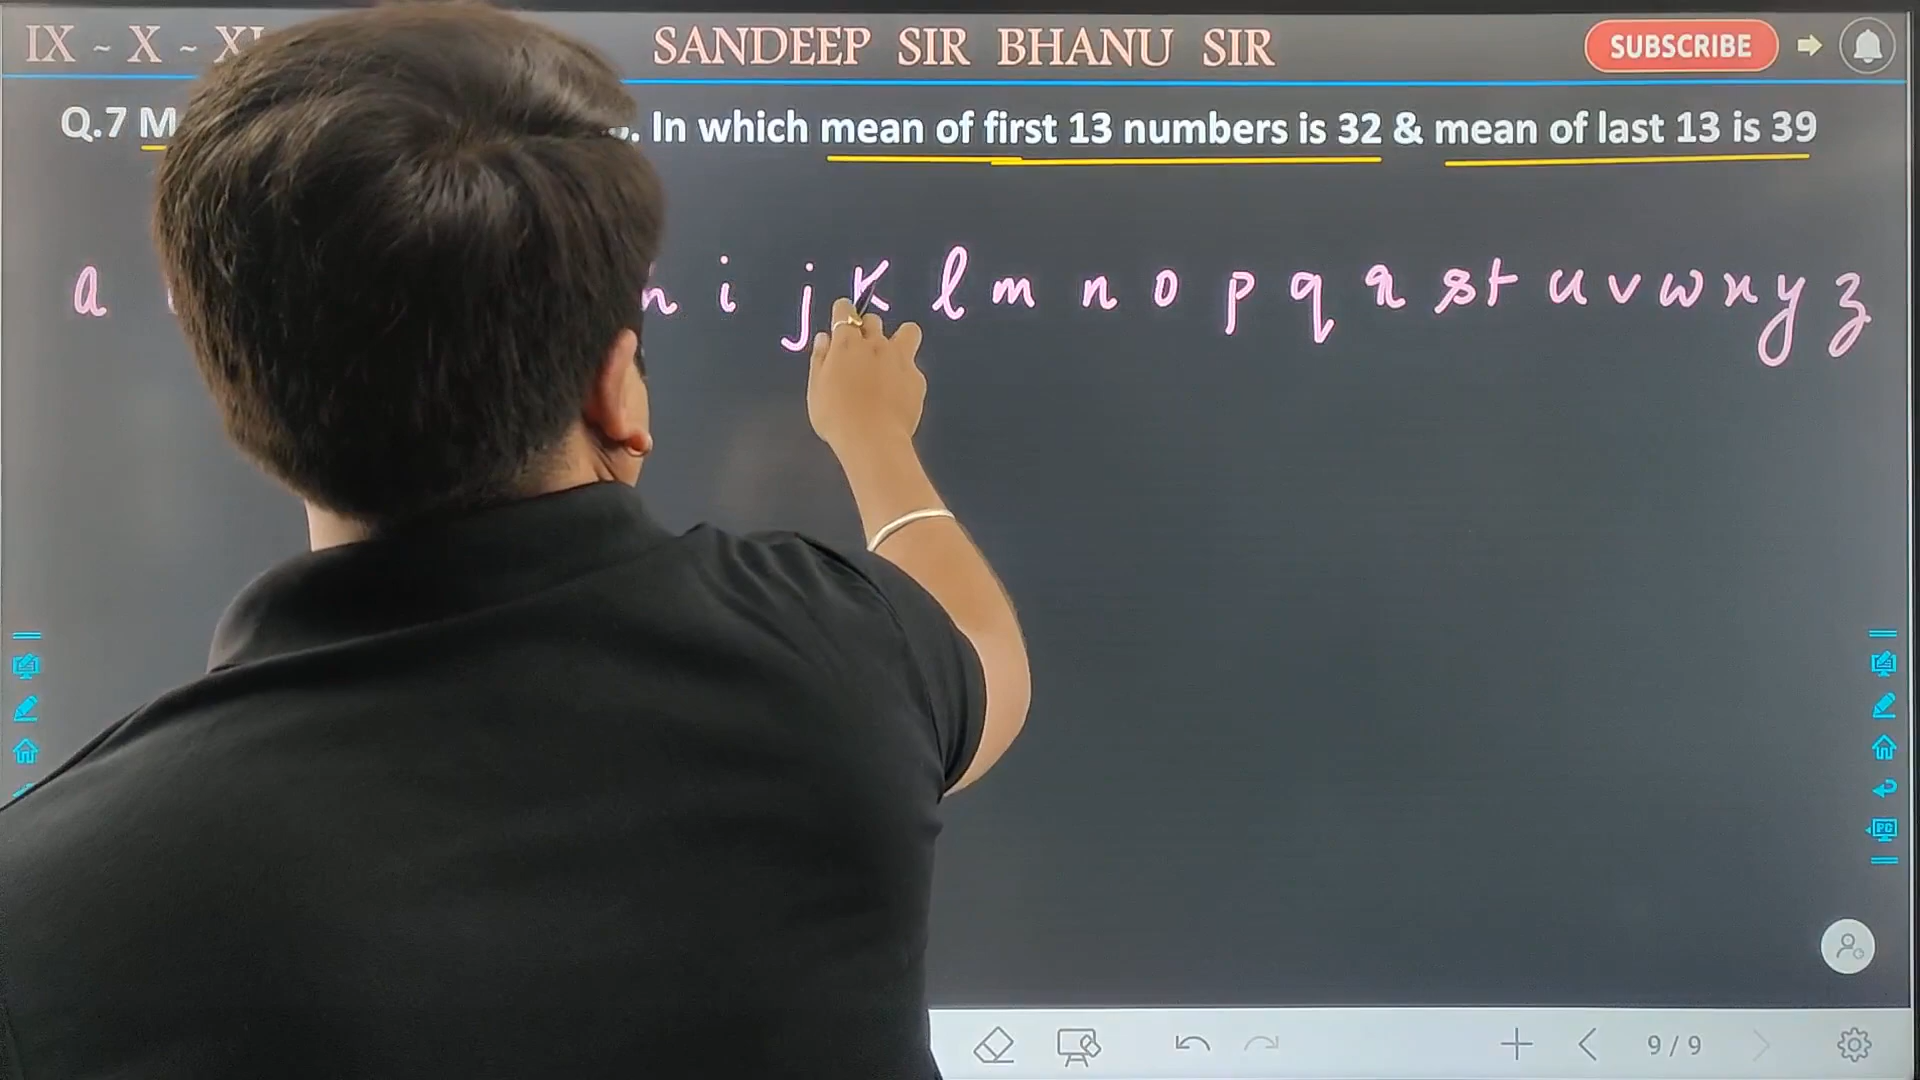 IX ~ X ~ XI SANDEEP SIR BHANU SIR SUBSCRIBE
Q.7 M In which mean of first 13 numbers is 32 & mean of last 13 is 39
a h i j k l m n o p q r s t u v w x y z
PC
9 / 9